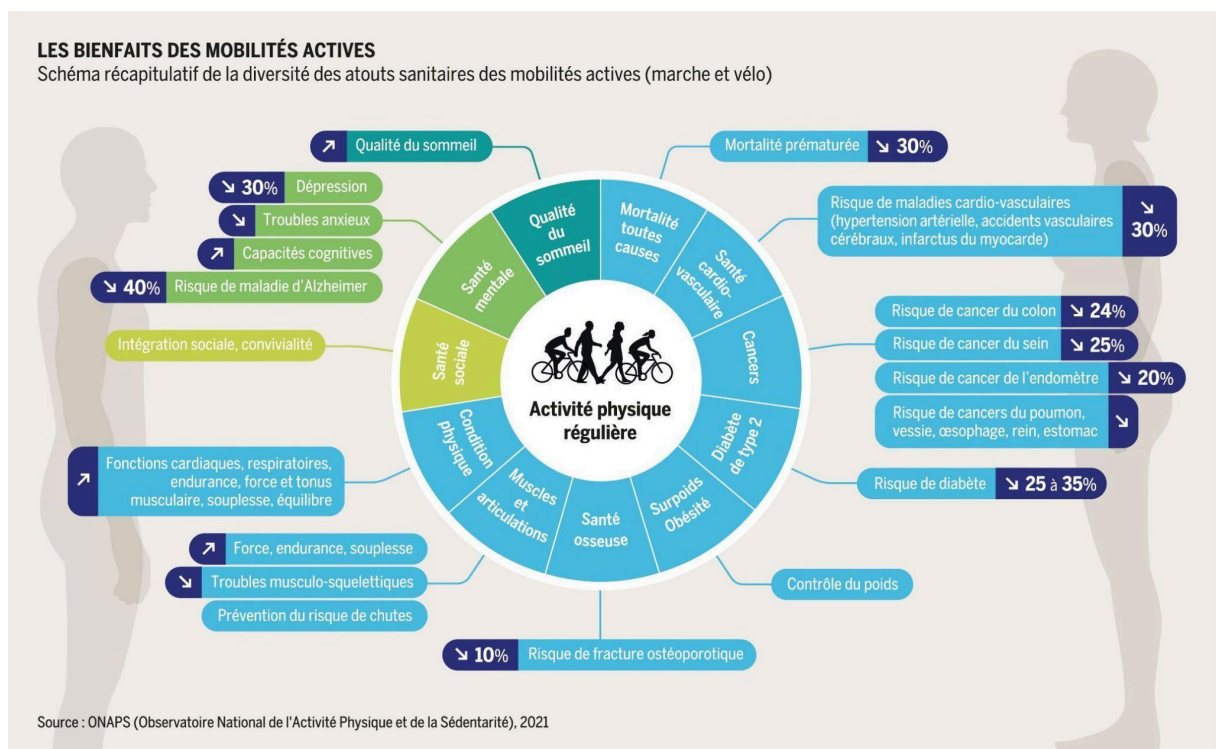 LES BIENFAITS DES MOBILITÉS ACTIVES
Schéma récapitulatif de la diversité des atouts sanitaires des mobilités actives (marche et vélo)
↗ Qualité du sommeil
↘ 30% Dépression
↘ Troubles anxieux
↗ Capacités cognitives
↘ 40% Risque de maladie d'Alzheimer
Intégration sociale, convivialité
↗ Fonctions cardiaques, respiratoires,
endurance, force et tonus
musculaire, souplesse, équilibre
↗ Force, endurance, souplesse
↘ Troubles musculo-squelettiques
Prévention du risque de chutes
↘ 10% Risque de fracture ostéoporotique
Qualité
du
sommeil
Mortalité
toutes
causes
Santé
cardio-
vasculaire
Cancers
Diabète
de type 2
Surpoids
Obésité
Santé
osseuse
Muscles
et
articulations
Condition
physique
Santé
sociale
Santé
mentale
Activité physique
régulière
Mortalité prématurée ↘ 30%
Risque de maladies cardio-vasculaires
(hypertension artérielle, accidents vasculaires
cérébraux, infarctus du myocarde)
↘
30%
Risque de cancer du colon ↘ 24%
Risque de cancer du sein ↘ 25%
Risque de cancer de l'endomètre ↘ 20%
Risque de cancers du poumon,
vessie, œsophage, rein, estomac ↘
Risque de diabète ↘ 25 à 35%
Contrôle du poids
Source : ONAPS (Observatoire National de l'Activité Physique et de la Sédentarité), 2021